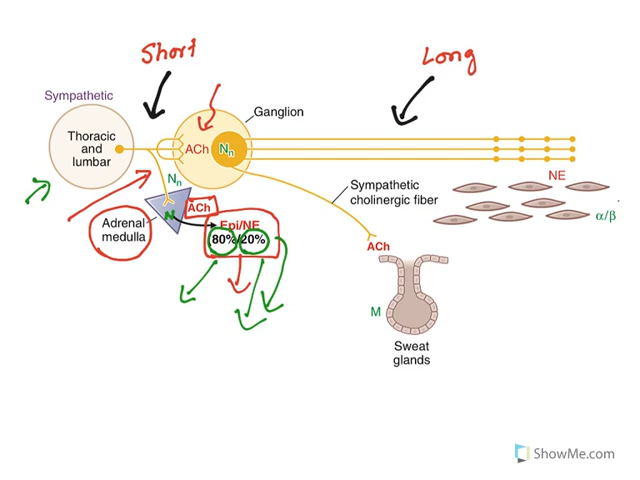 Short
Long
Sympathetic
Ganglion
Thoracic
and
lumbar
ACh
Nn
NE
Nn
Sympathetic
cholinergic fiber
α/β
ACh
N
Adrenal
medulla
Epi/NE
80%/20%
ACh
M
Sweat
glands
ShowMe.com